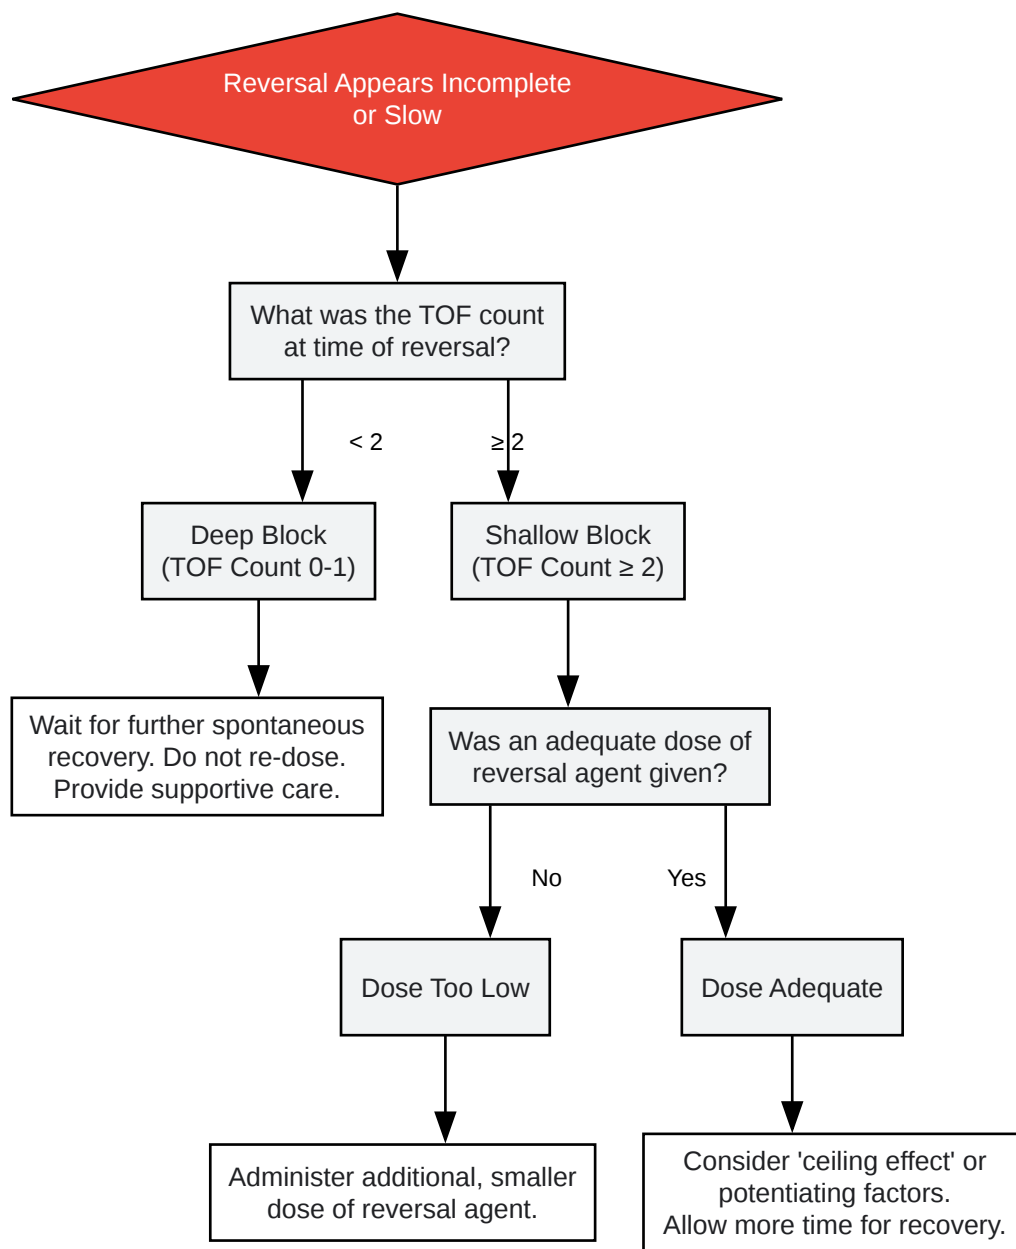 Reversal Appears Incomplete
or Slow
What was the TOF count
at time of reversal?
< 2
≥ 2
Deep Block
(TOF Count 0-1)
Shallow Block
(TOF Count ≥ 2)
Wait for further spontaneous
recovery. Do not re-dose.
Provide supportive care.
Was an adequate dose of
reversal agent given?
No
Yes
Dose Too Low
Dose Adequate
Administer additional, smaller
dose of reversal agent.
Consider 'ceiling effect' or
potentiating factors.
Allow more time for recovery.